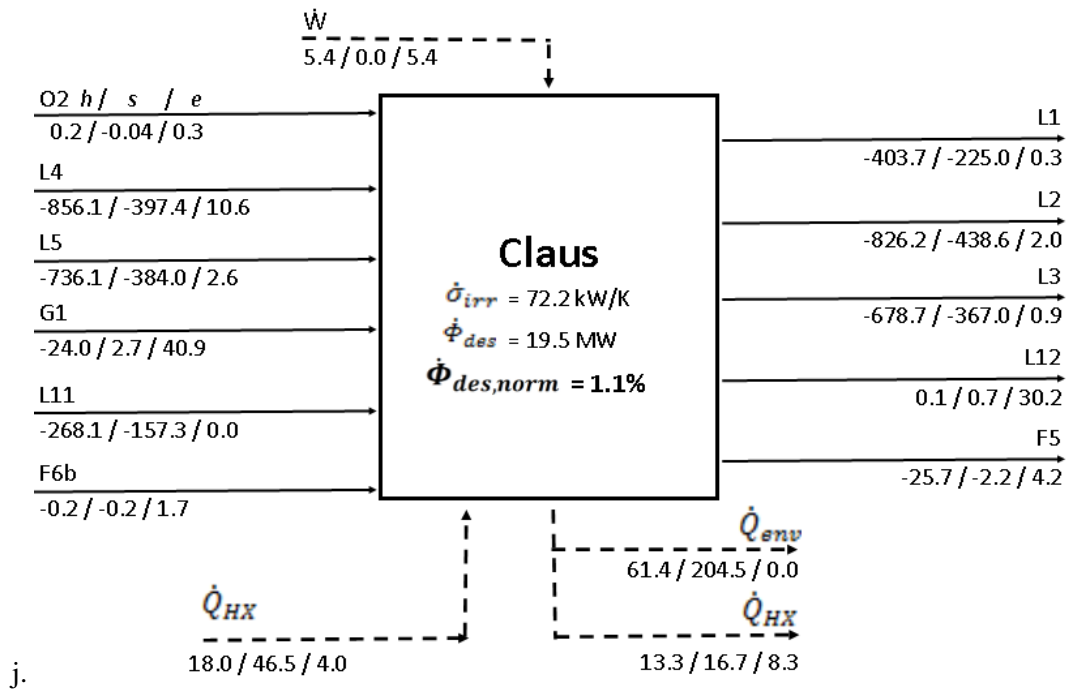 Ẇ
5.4 / 0.0 / 5.4
O2 h / s / e
0.2 / -0.04 / 0.3
L4
-856.1 / -397.4 / 10.6
L5
-736.1 / -384.0 / 2.6
G1
-24.0 / 2.7 / 40.9
L11
-268.1 / -157.3 / 0.0
F6b
-0.2 / -0.2 / 1.7
Claus
σ̇irr = 72.2 kW/K
Φ̇des = 19.5 MW
Φ̇des,norm = 1.1%
L1
-403.7 / -225.0 / 0.3
L2
-826.2 / -438.6 / 2.0
L3
-678.7 / -367.0 / 0.9
L12
0.1 / 0.7 / 30.2
F5
-25.7 / -2.2 / 4.2
Q̇env
61.4 / 204.5 / 0.0
Q̇HX
18.0 / 46.5 / 4.0
Q̇HX
13.3 / 16.7 / 8.3
j.